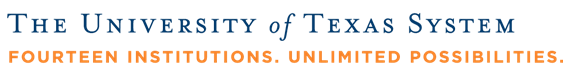 THE UNIVERSITY of TEXAS SYSTEM
FOURTEEN INSTITUTIONS. UNLIMITED POSSIBILITIES.